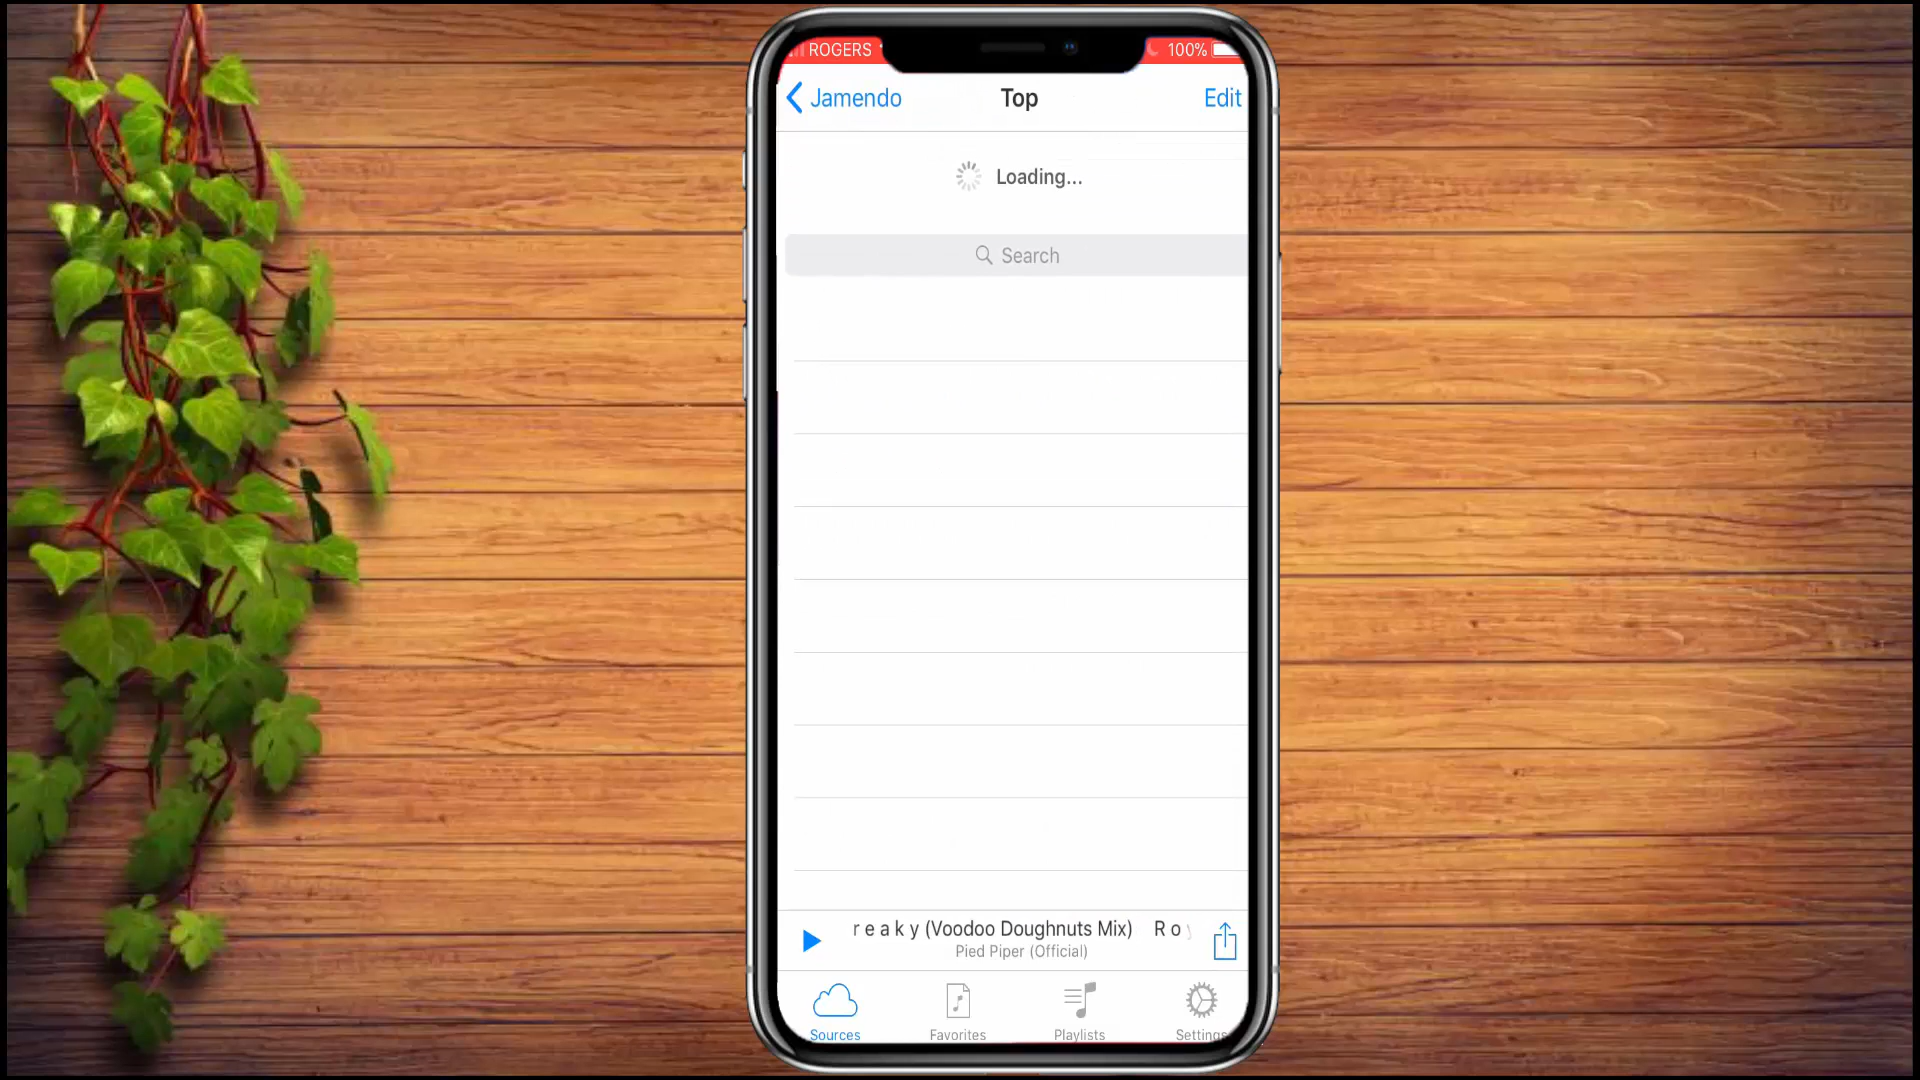 ROGERS
100%
Jamendo
Top
Edit
Loading...
Search
r e a k y (Voodoo Doughnuts Mix) R o y
Pied Piper (Official)
Sources
Favorites
Playlists
Settings